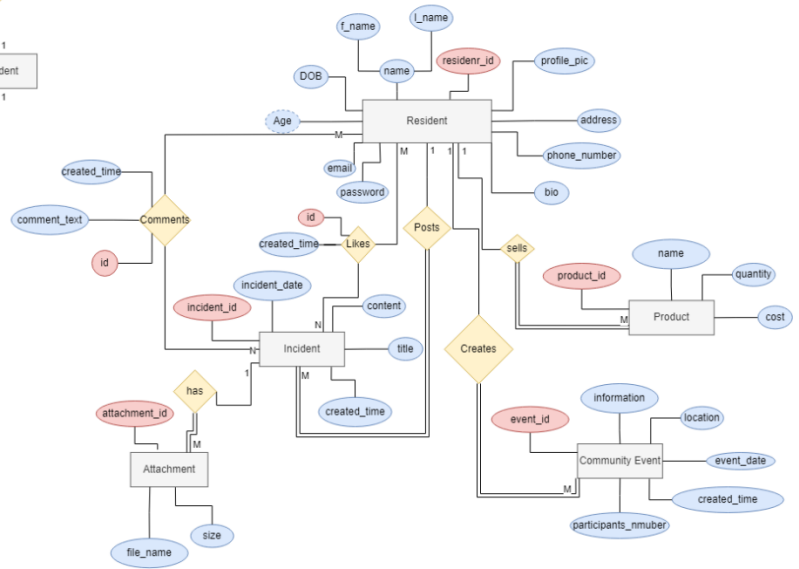 l_name
f_name
1
residenr_id
profile_pic
name
dent
DOB
1
Age
Resident
address
M
M
1
1
1
phone_number
created_time
email
password
bio
comment_text
Comments
id
Posts
created_time
Likes
sells
name
id
incident_date
product_id
quantity
incident_id
content
N
M
Product
cost
N
Incident
title
Creates
1
M
has
information
attachment_id
created_time
event_id
location
M
Attachment
Community Event
event_date
M
created_time
size
participants_nmuber
file_name